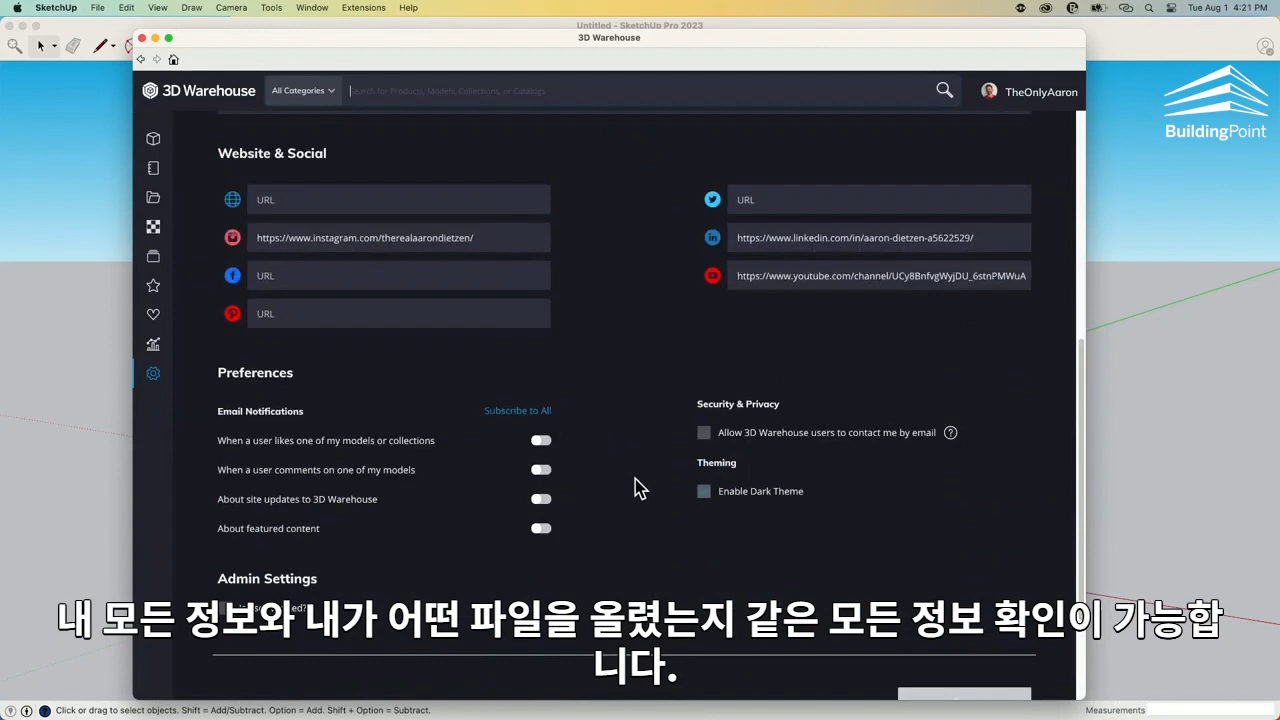 SketchUp File Edit View Draw Camera Tools Window Extensions Help Tue Aug 1 4:21 PM
Untitled - SketchUp Pro 2023
3D Warehouse
3D Warehouse All Categories Search for Products, Models, Collections, or Catalogs TheOnlyAaron
BuildingPoint
Website & Social
URL URL
https://www.instagram.com/therealaarondietzen/ https://www.linkedin.com/in/aaron-dietzen-a5622529/
URL https://www.youtube.com/channel/UCy8BnfvgWyjDU_6stnPMWuA
URL
Preferences
Email Notifications Subscribe to All
When a user likes one of my models or collections
When a user comments on one of my models
About site updates to 3D Warehouse
About featured content
Security & Privacy
Allow 3D Warehouse users to contact me by email ?
Theming
Enable Dark Theme
Admin Settings
내 모든 정보와 내가 어떤 파일을 올렸는지 같은 모든 정보 확인이 가능합
니다.
Click or drag to select objects. Shift = Add/Subtract. Option = Add. Shift + Option = Subtract. Measurements